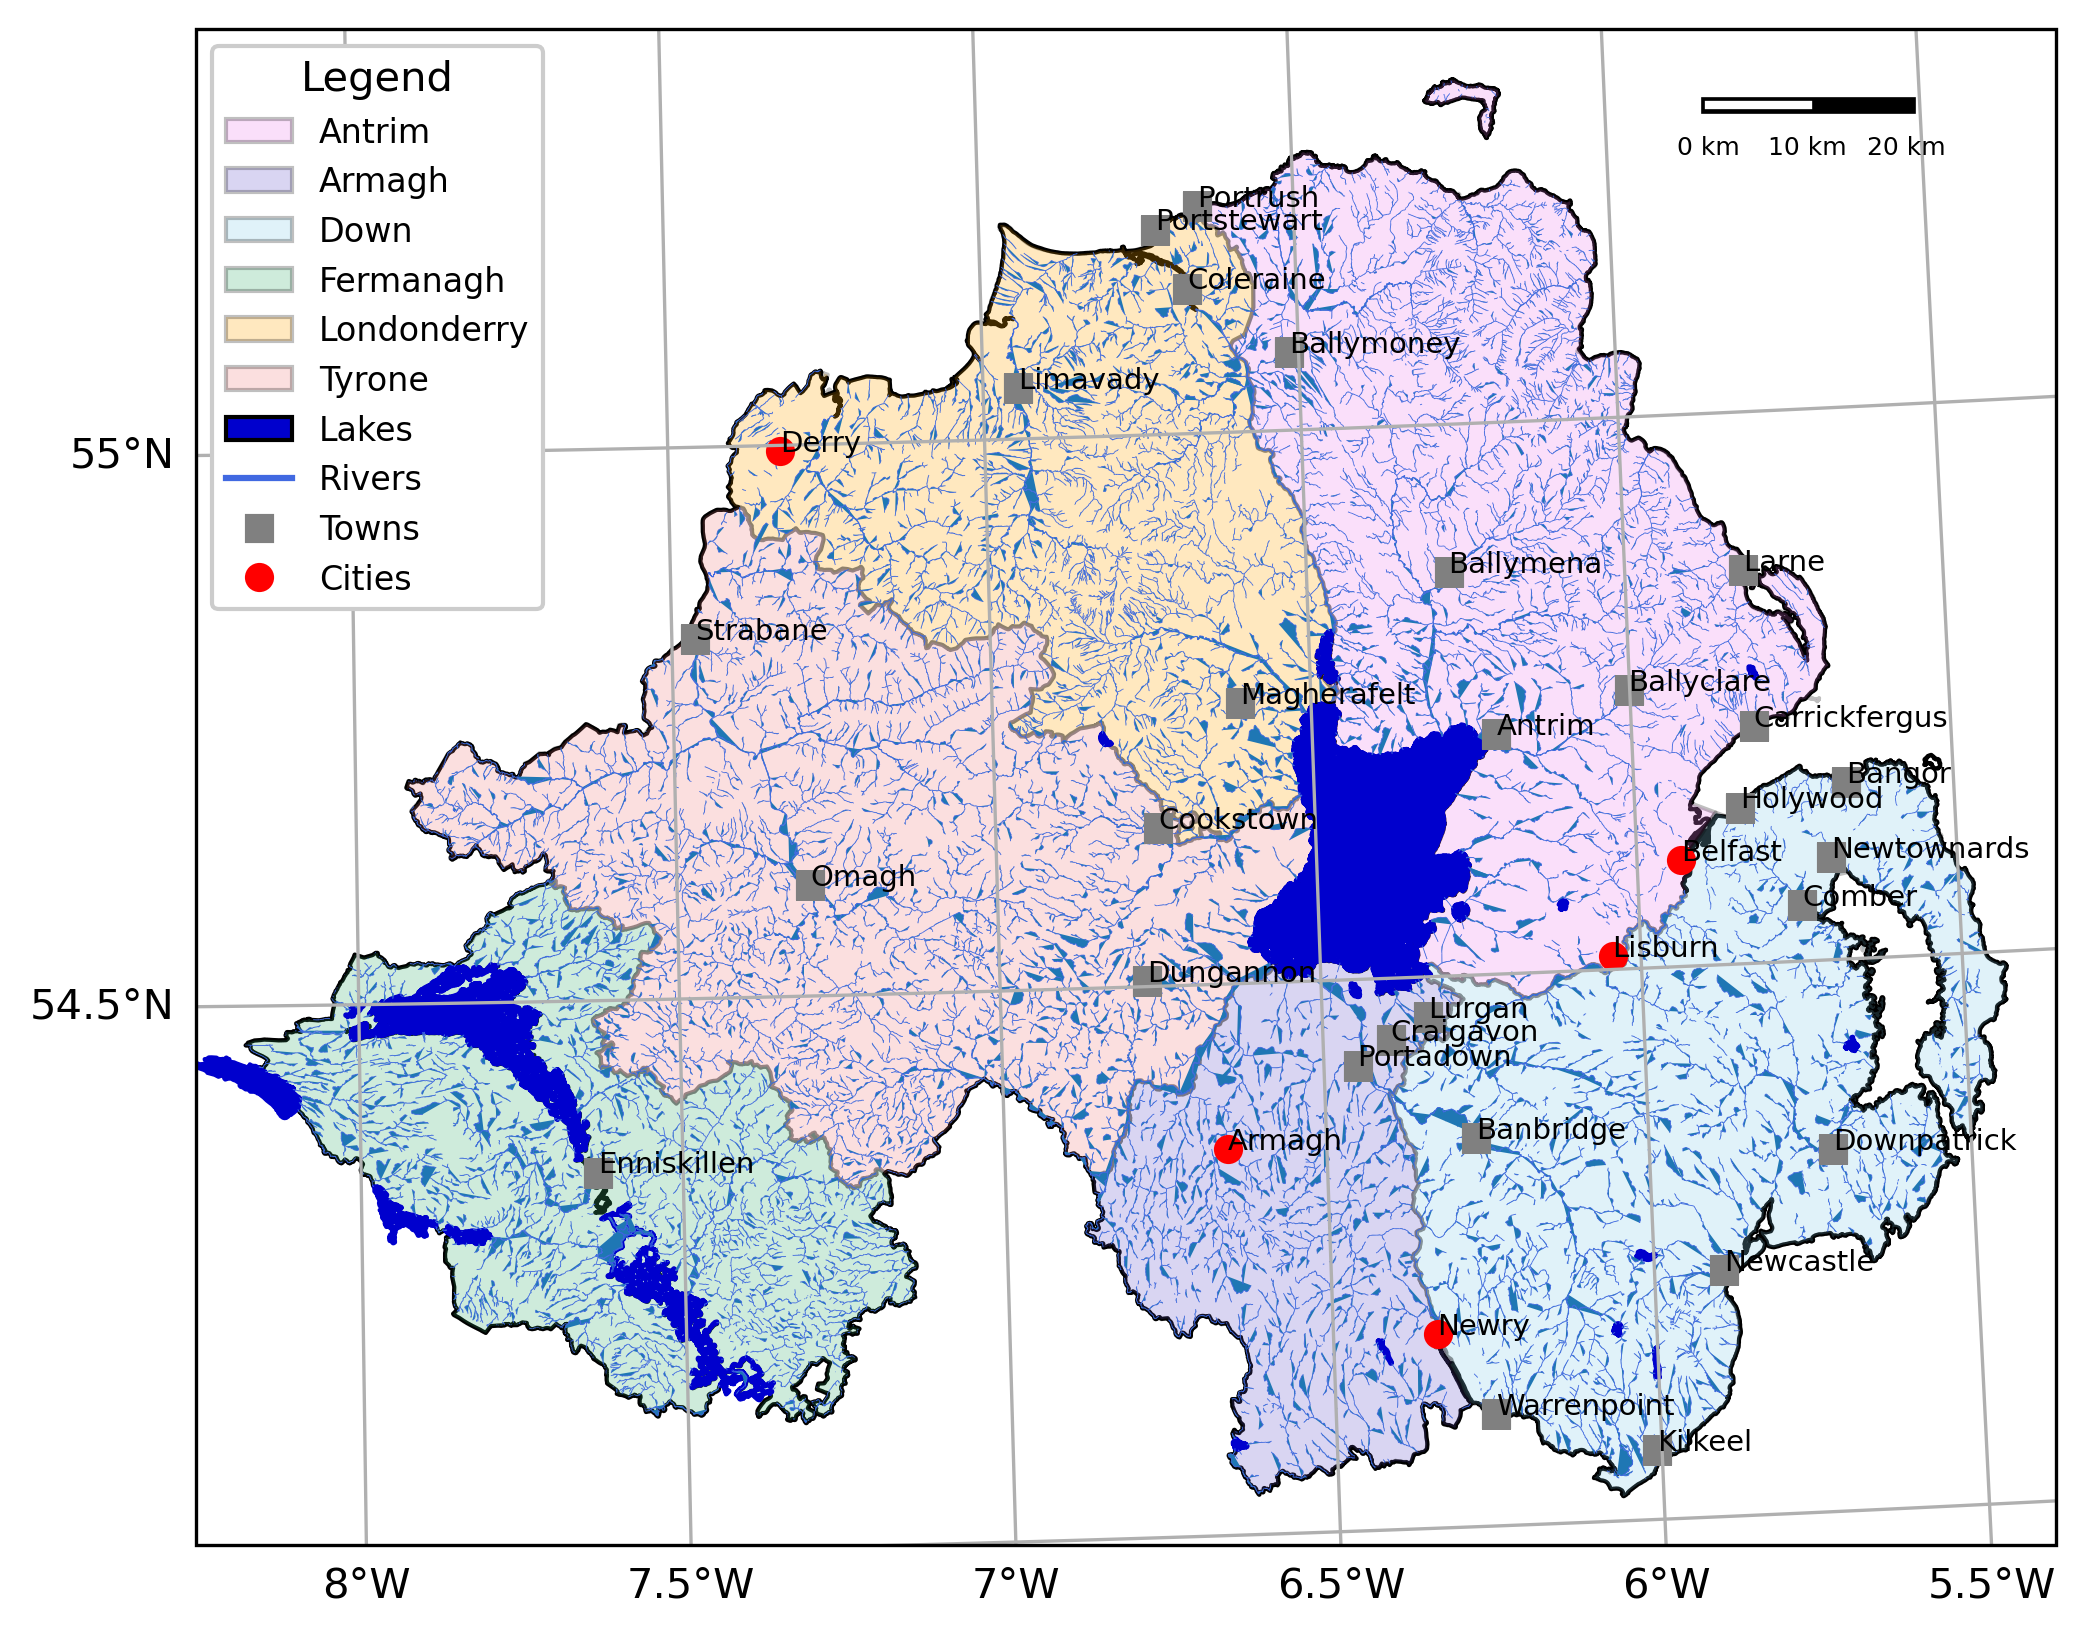 Legend
Antrim
Armagh
Down
Fermanagh
Londonderry
Tyrone
Lakes
Rivers
Towns
Cities
0 km 10 km 20 km
Portrush
Portstewart
Coleraine
Ballymoney
Limavady
Derry
Ballymena
Larne
Strabane
Ballyclare
Magherafelt
Carrickfergus
Antrim
Bangor
Holywood
Cookstown
Newtownards
Belfast
Omagh
Comber
Lisburn
Dungannon
Lurgan
Craigavon
Portadown
Banbridge
Armagh
Downpatrick
Enniskillen
Newcastle
Newry
Warrenpoint
Kilkeel
55°N
54.5°N
8°W 7.5°W 7°W 6.5°W 6°W 5.5°W